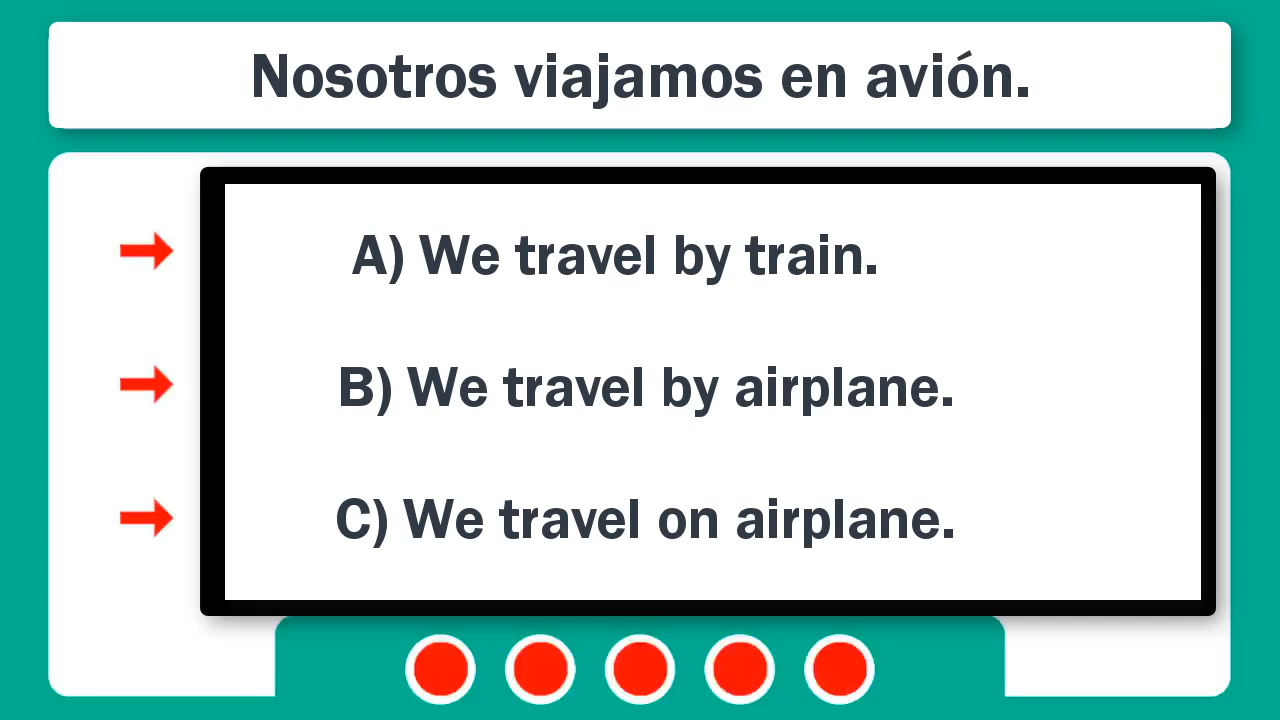 Nosotros viajamos en avión.
A) We travel by train.
B) We travel by airplane.
C) We travel on airplane.